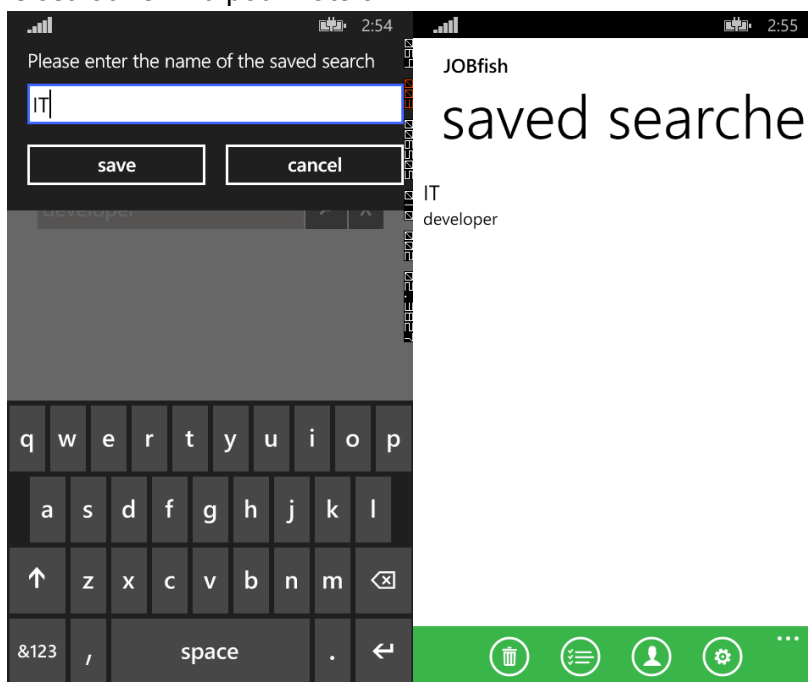 2:54
Please enter the name of the saved search
IT
save
cancel
developer
q w e r t y u i o p
a s d f g h j k l
z x c v b n m
&123 , space .
2:55
JOBfish
saved searche
IT
developer